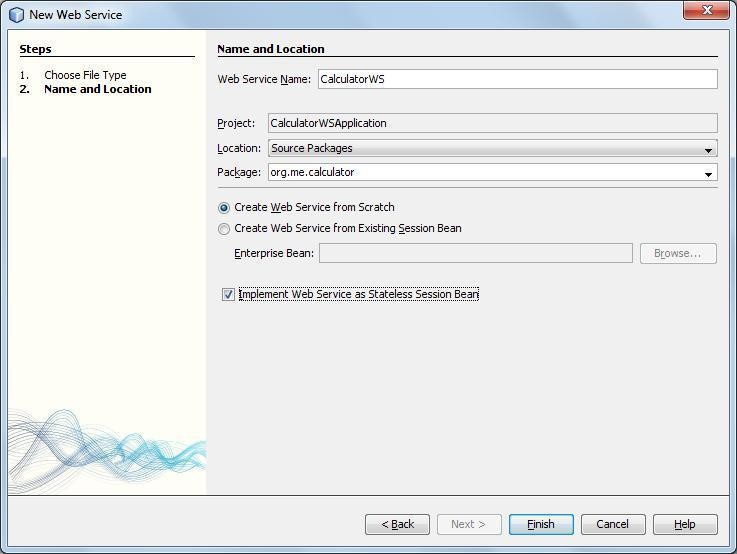 New Web Service
Steps
1. Choose File Type
2. Name and Location
Name and Location
Web Service Name: CalculatorWS
Project: CalculatorWSApplication
Location: Source Packages
Package: org.me.calculator
Create Web Service from Scratch
Create Web Service from Existing Session Bean
Enterprise Bean: Browse...
Implement Web Service as Stateless Session Bean
< Back Next > Finish Cancel Help